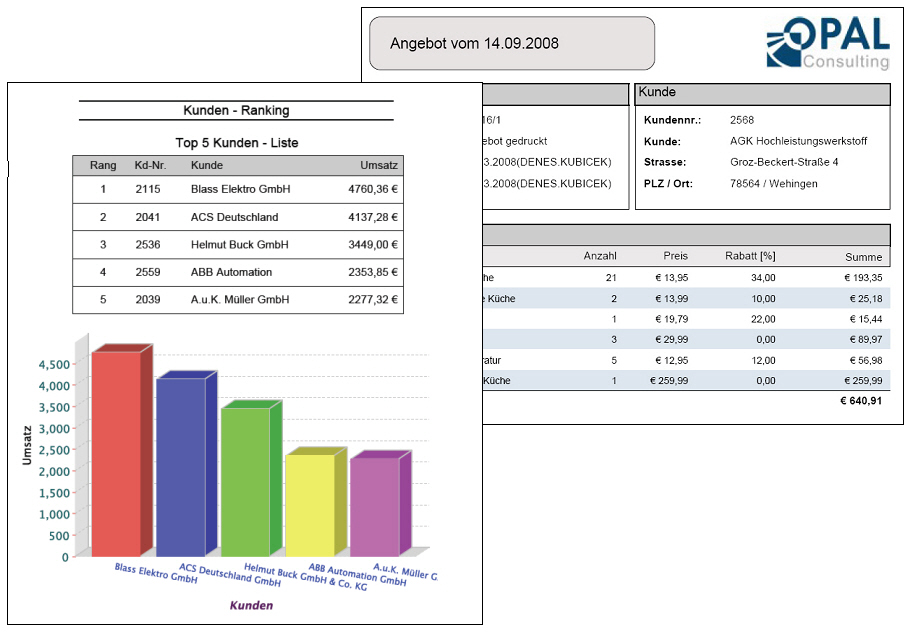 Angebot vom 14.09.2008
OPAL
Consulting
Kunde
16/1
ebot gedruckt
3.2008(DENES.KUBICEK)
3.2008(DENES.KUBICEK)
Kundennr.: 2568
Kunde: AGK Hochleistungswerkstoff
Strasse: Groz-Beckert-Straße 4
PLZ / Ort: 78564 / Wehingen
Anzahl Preis Rabatt [%] Summe
he 21 € 13,95 34,00 € 193,35
e Küche 2 € 13,99 10,00 € 25,18
1 € 19,79 22,00 € 15,44
3 € 29,99 0,00 € 89,97
ratur 5 € 12,95 12,00 € 56,98
Küche 1 € 259,99 0,00 € 259,99
€ 640,91
Kunden - Ranking
Top 5 Kunden - Liste
Rang Kd-Nr. Kunde Umsatz
1 2115 Blass Elektro GmbH 4760,36 €
2 2041 ACS Deutschland 4137,28 €
3 2536 Helmut Buck GmbH 3449,00 €
4 2559 ABB Automation 2353,85 €
5 2039 A.u.K. Müller GmbH 2277,32 €
Umsatz
4,500
4,000
3,500
3,000
2,500
2,000
1,500
1,000
500
0
Blass Elektro GmbH
ACS Deutschland GmbH
Helmut Buck GmbH & Co. KG
ABB Automation GmbH
A.u.K. Müller G
Kunden